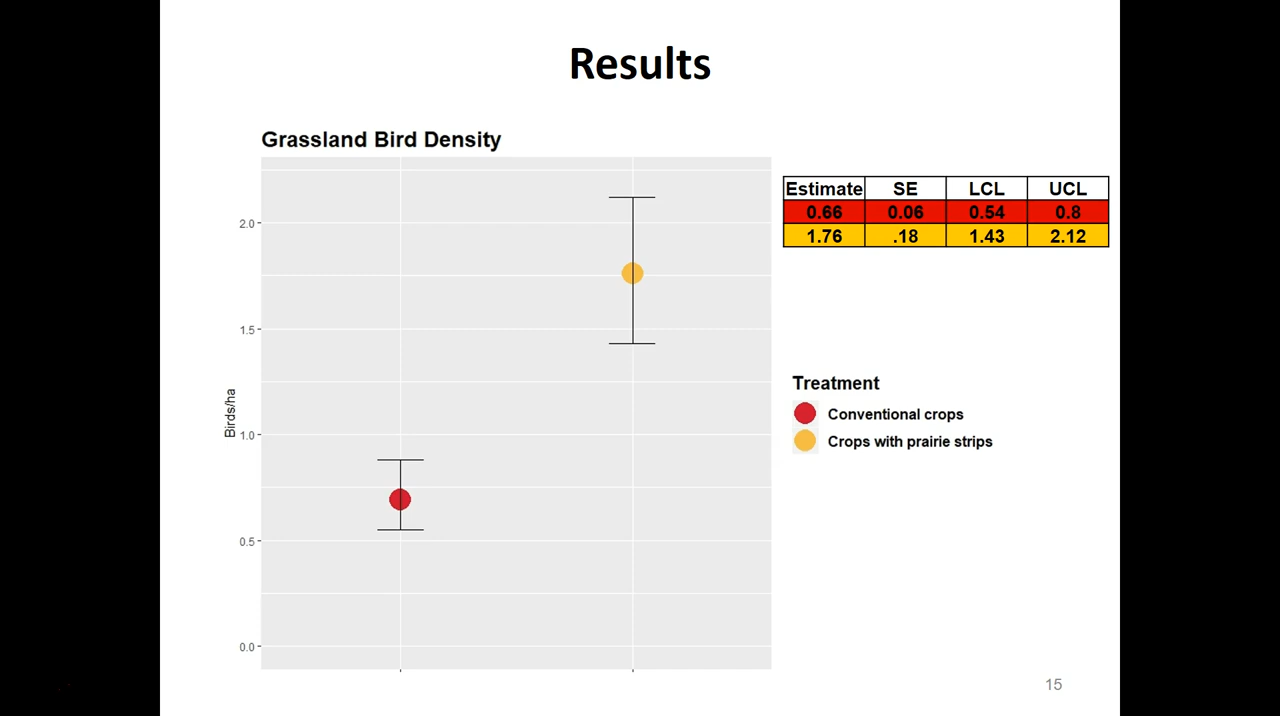 Results
Grassland Bird Density
Estimate SE LCL UCL
0.66 0.06 0.54 0.8
1.76 .18 1.43 2.12
2.0
1.5
1.0
0.5
0.0
Birds/ha
Treatment
Conventional crops
Crops with prairie strips
15